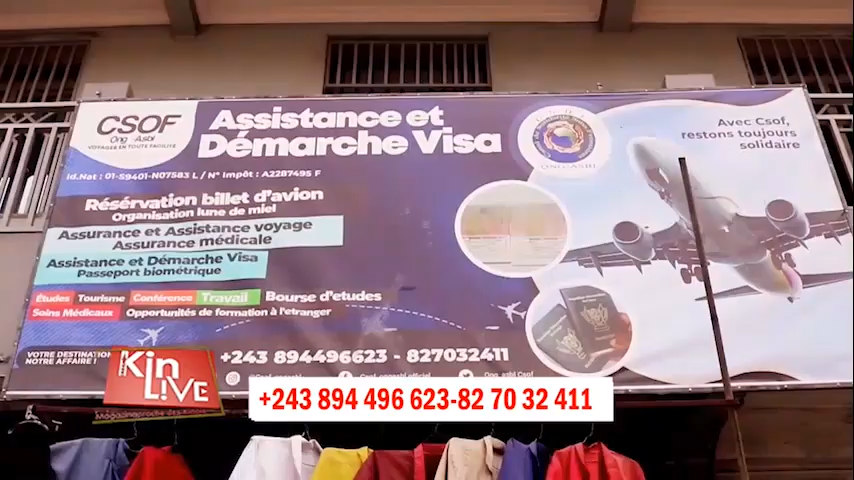 CSOF
Ong Asbl
VOYAGER EN TOUTE FACILITÉ
Assistance et
Démarche Visa
Id.Nat : 01-S9401-N07583 L / N° Impôt : A2287495 F
ONG/ASBL
Avec Csof,
restons toujours
solidaire
Réservation billet d'avion
Organisation lune de miel
Assurance et Assistance voyage
Assurance médicale
Assistance et Démarche Visa
Passeport biométrique
Études Tourisme Conférence Travail Bourse d'etudes
Soins Médicaux Opportunités de formation à l'etranger
VOTRE DESTINATION
NOTRE AFFAIRE !
+243 894496623 - 827032411
Kin
LIVE
+243 894 496 623-82 70 32 411